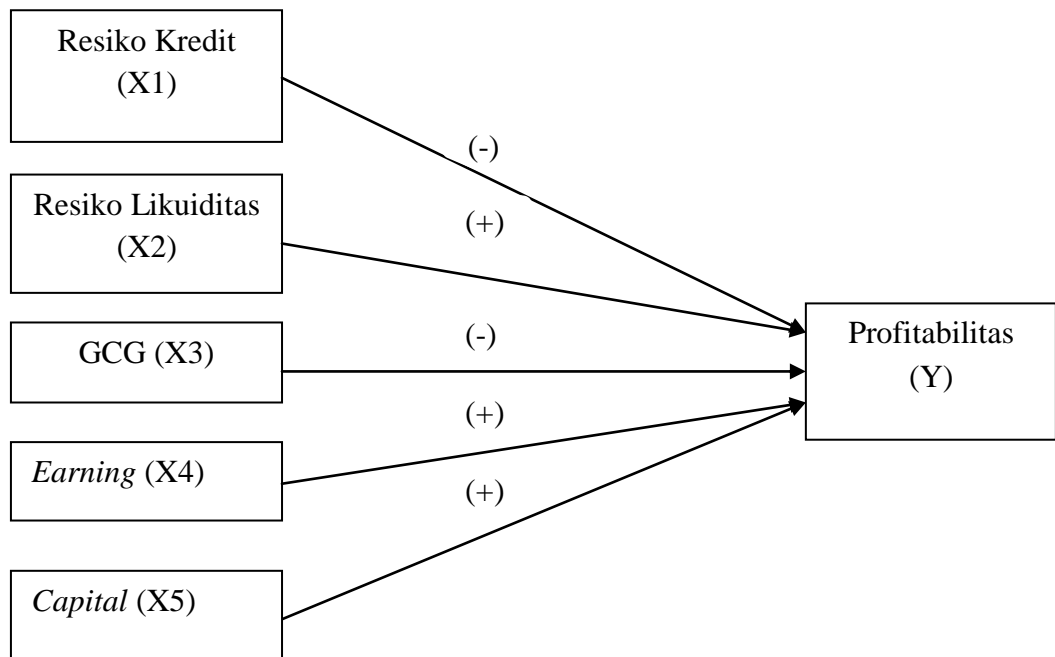 Resiko Kredit
(X1)
(-)
Resiko Likuiditas
(X2)
(+)
GCG (X3)
(-)
Profitabilitas
(Y)
(+)
Earning (X4)
(+)
Capital (X5)